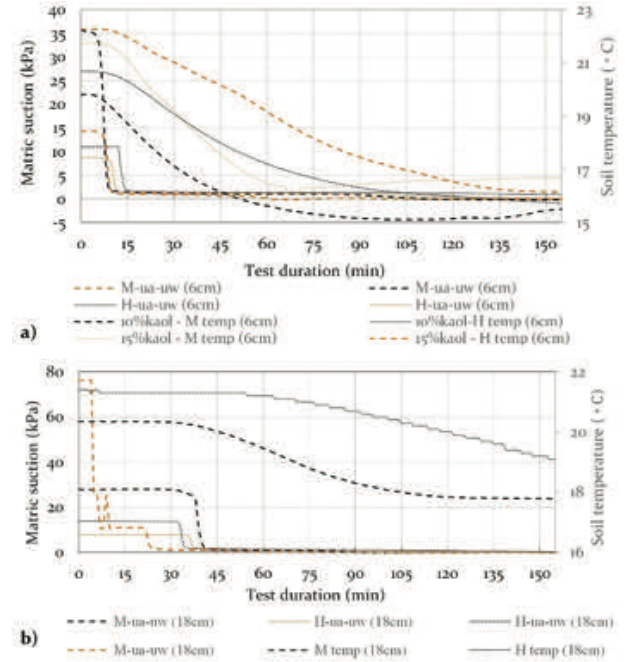 40
35
30
25
20
15
10
5
0
-5
Matric suction (kPa)
23
21
19
17
15
Soil temperature (°C)
0 15 30 45 60 75 90 105 120 135 150
Test duration (min)
M-ua-uw (6cm) M-ua-uw (6cm)
H-ua-uw (6cm) H-ua-uw (6cm)
10%kaol - M temp (6cm) 10%kaol-H temp (6cm)
15%kaol - M temp (6cm) 15%kaol - H temp (6cm)
a)
80
60
40
20
0
Matric suction (kPa)
22
20
18
16
Soil temperature (°C)
0 15 30 45 60 75 90 105 120 135 150
Test duration (min)
M-ua-uw (18cm) H-ua-uw (18cm) H-ua-uw (18cm)
M-ua-uw (18cm) M temp (18cm) H temp (18cm)
b)